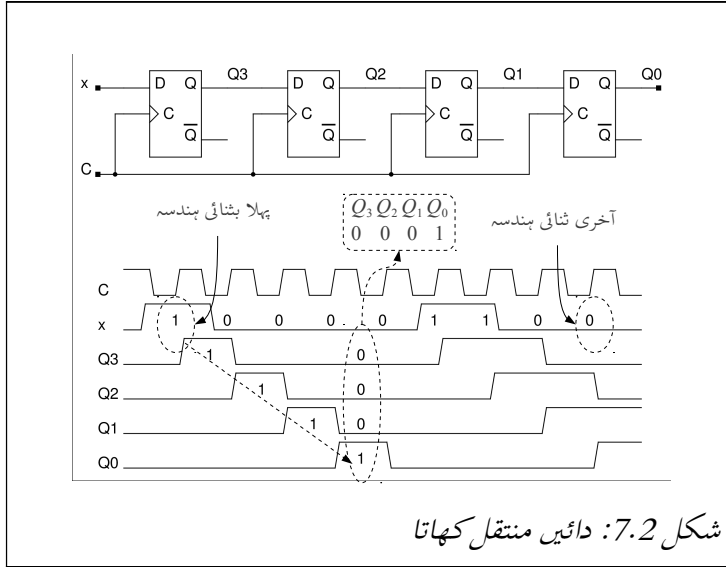 Q3 Q2 Q1 Q0
x D Q D Q D Q D Q
C C C C
Q Q Q Q
C
پہلا بثنائی ہندسہ
Q3 Q2 Q1 Q0
0 0 0 1
آخری ثنائی ہندسہ
C
x 1 0 0 0 0 1 1 0 0
Q3 1 0
Q2 1 0
Q1 1 0
Q0 1
شکل 7.2: دائیں منتقل کھاتا